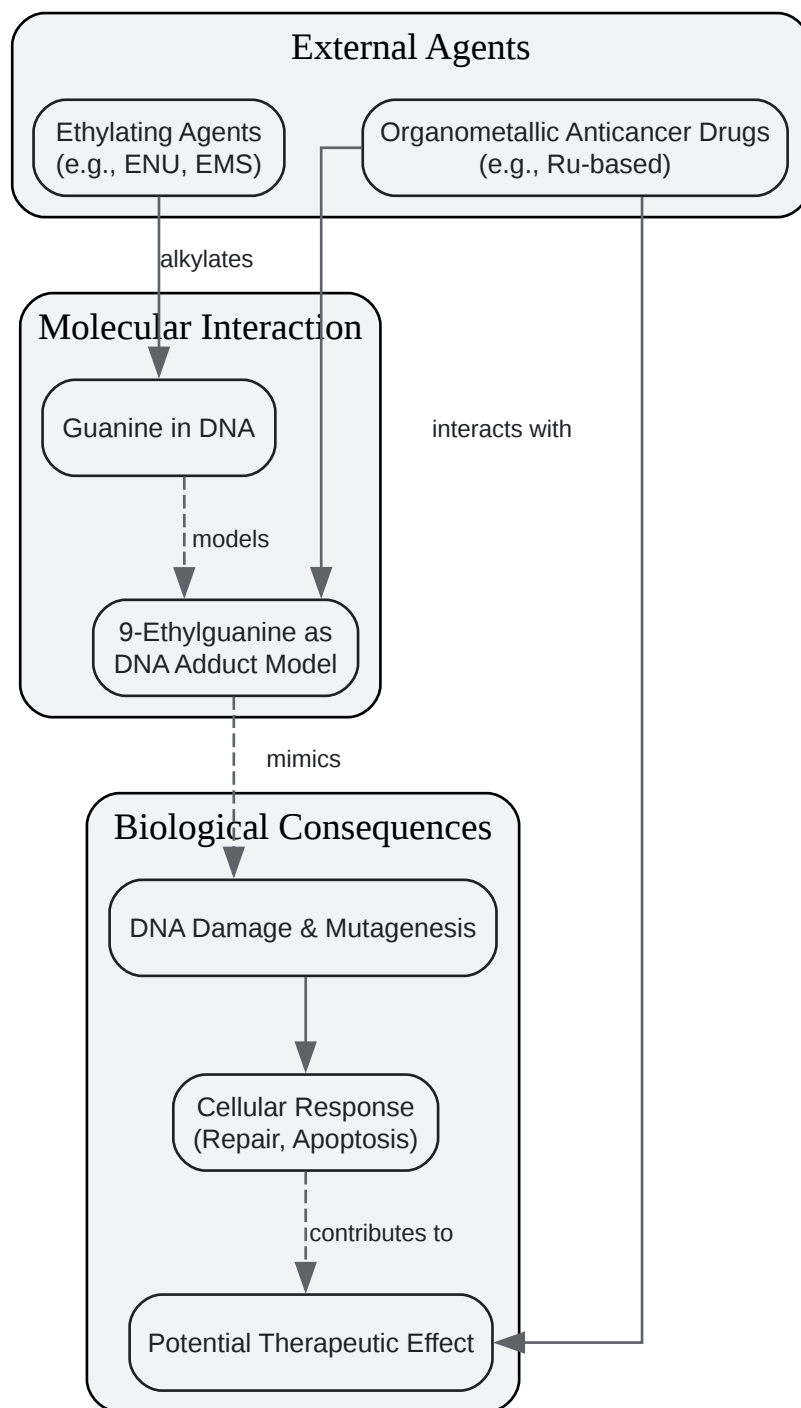 External Agents
Ethylating Agents
(e.g., ENU, EMS)
Organometallic Anticancer Drugs
(e.g., Ru-based)
alkylates
Molecular Interaction
Guanine in DNA
interacts with
models
9-Ethylguanine as
DNA Adduct Model
mimics
Biological Consequences
DNA Damage & Mutagenesis
Cellular Response
(Repair, Apoptosis)
contributes to
Potential Therapeutic Effect